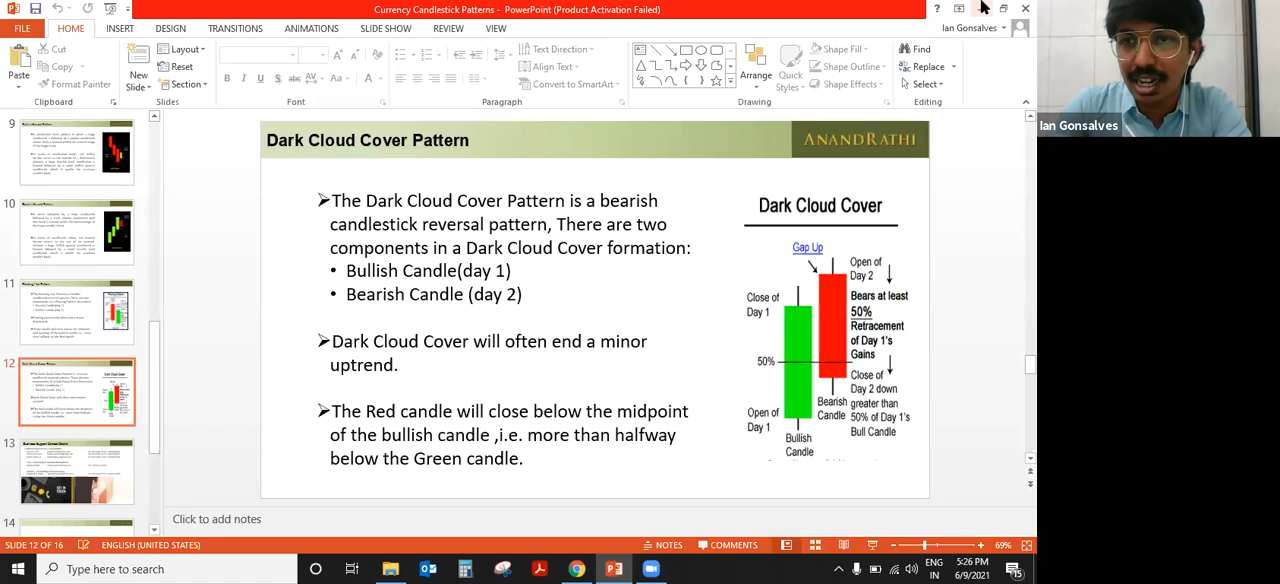 Currency Candlestick Patterns - PowerPoint (Product Activation Failed)
FILE HOME INSERT DESIGN TRANSITIONS ANIMATIONS SLIDE SHOW REVIEW VIEW
Ian Gonsalves
Paste
Cut
Copy
Format Painter
Clipboard
New Slide
Layout
Reset
Section
Slides
Font
Text Direction
Align Text
Convert to SmartArt
Paragraph
Arrange
Quick Styles
Shape Fill
Shape Outline
Shape Effects
Drawing
Find
Replace
Select
Editing
Ian Gonsalves
9
10
11
12
13
14
Dark Cloud Cover Pattern
ANANDRATHI
➢The Dark Cloud Cover Pattern is a bearish
candlestick reversal pattern, There are two
components in a Dark Cloud Cover formation:
• Bullish Candle(day 1)
• Bearish Candle (day 2)
➢Dark Cloud Cover will often end a minor
uptrend.
➢The Red candle will close below the midpoint
of the bullish candle ,i.e. more than halfway
below the Green candle.
Dark Cloud Cover
Gap Up
Open of
Day 2
Close of
Day 1
Bears at least
50%
Retracement
of Day 1's
Gains
50%
Close of
Day 2 down
greater than
50% of Day 1's
Bull Candle
Bearish
Candle
Open of
Day 1
Bullish
Candle
Click to add notes
SLIDE 12 OF 16 ENGLISH (UNITED STATES) NOTES COMMENTS 69%
Type here to search
ENG
IN
5:26 PM
6/9/2021
15